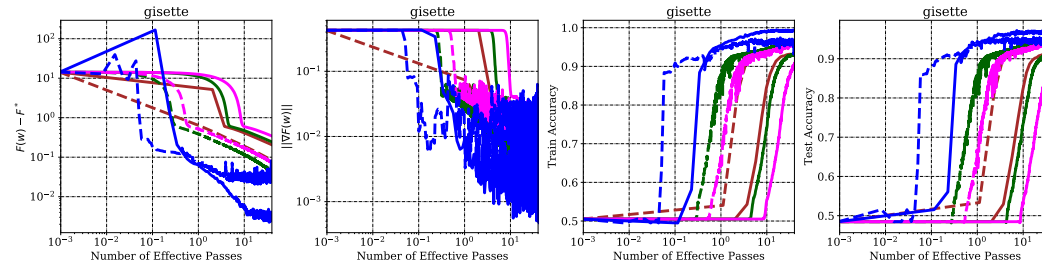 gisette
F(w) − F*
10² 10¹ 10⁰ 10⁻¹ 10⁻²
10⁻³ 10⁻² 10⁻¹ 10⁰ 10¹
Number of Effective Passes
gisette
||∇F(w)||
10⁻¹ 10⁻² 10⁻³
10⁻³ 10⁻² 10⁻¹ 10⁰ 10¹
Number of Effective Passes
gisette
Train Accuracy
1.0 0.9 0.8 0.7 0.6 0.5
10⁻³ 10⁻² 10⁻¹ 10⁰ 10¹
Number of Effective Passes
gisette
Test Accuracy
0.9 0.8 0.7 0.6 0.5
10⁻³ 10⁻² 10⁻¹ 10⁰ 10¹
Number of Effective Passes